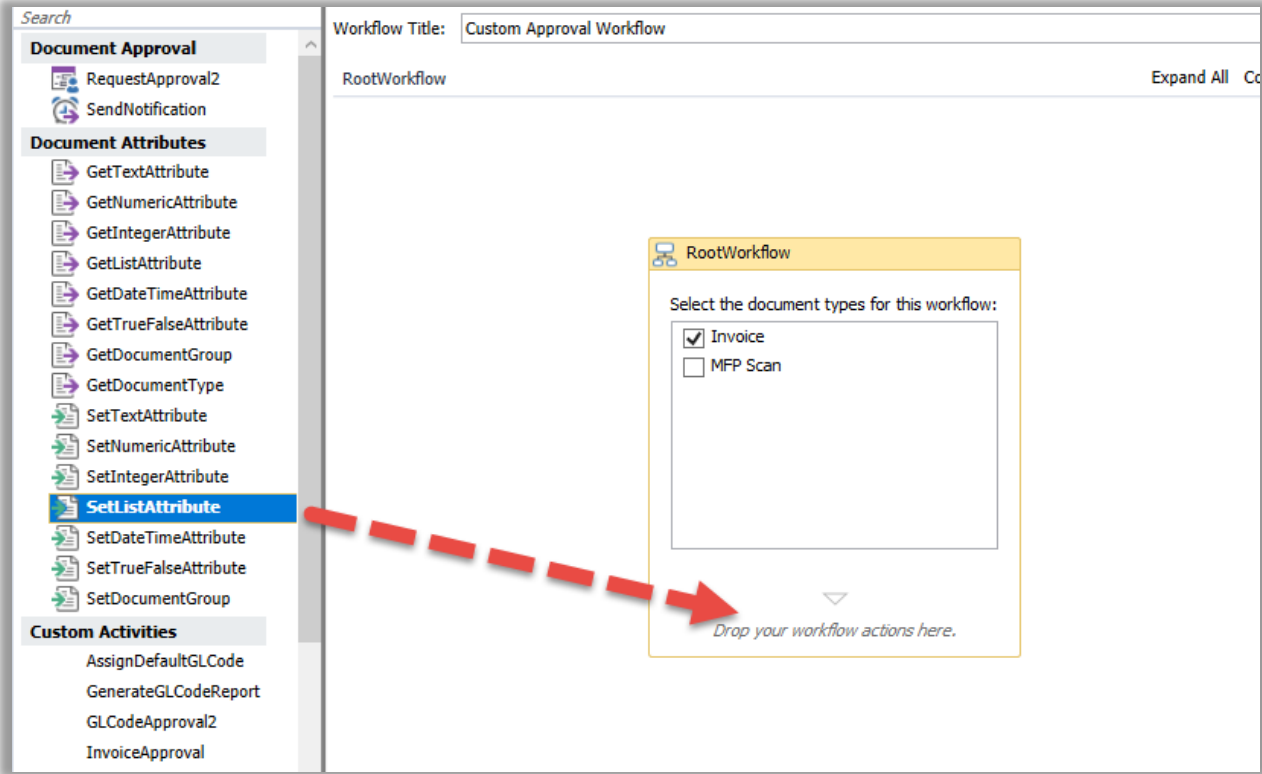 Search
Document Approval
RequestApproval2
SendNotification
Document Attributes
GetTextAttribute
GetNumericAttribute
GetIntegerAttribute
GetListAttribute
GetDateTimeAttribute
GetTrueFalseAttribute
GetDocumentGroup
GetDocumentType
SetTextAttribute
SetNumericAttribute
SetIntegerAttribute
SetListAttribute
SetDateTimeAttribute
SetTrueFalseAttribute
SetDocumentGroup
Custom Activities
AssignDefaultGLCode
GenerateGLCodeReport
GLCodeApproval2
InvoiceApproval
Workflow Title: Custom Approval Workflow
RootWorkflow Expand All Co
RootWorkflow
Select the document types for this workflow:
Invoice
MFP Scan
Drop your workflow actions here.